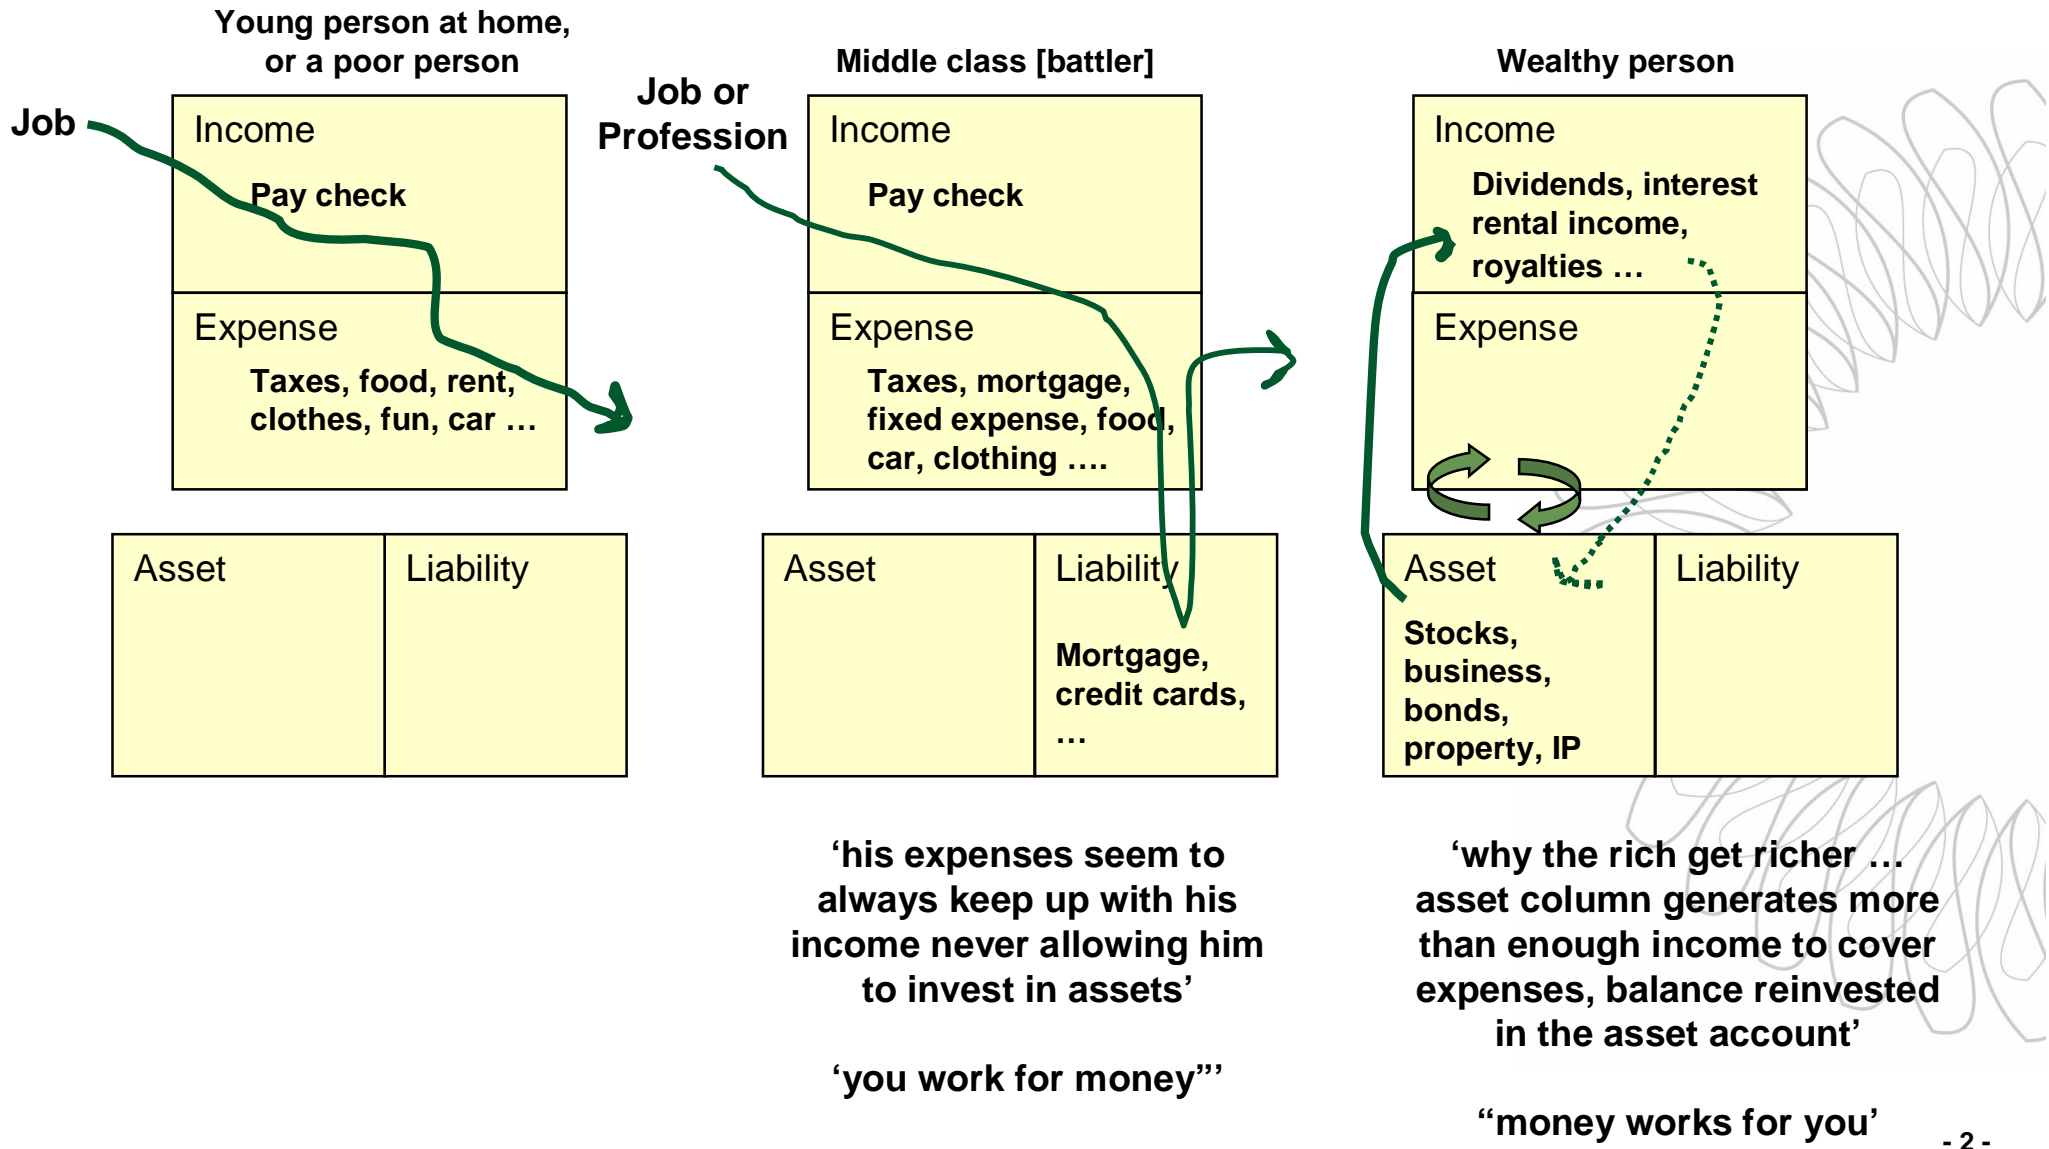 Young person at home,
or a poor person
Job
Income
Pay check
Expense
Taxes, food, rent,
clothes, fun, car …
Asset
Liability
Middle class [battler]
Job or
Profession
Income
Pay check
Expense
Taxes, mortgage,
fixed expense, food,
car, clothing ….
Asset
Liability
Mortgage,
credit cards,
…
‘his expenses seem to
always keep up with his
income never allowing him
to invest in assets’
‘you work for money”’
Wealthy person
Income
Dividends, interest
rental income,
royalties …
Expense
Asset
Stocks,
business,
bonds,
property, IP
Liability
‘why the rich get richer …
asset column generates more
than enough income to cover
expenses, balance reinvested
in the asset account’
“money works for you’
- 2 -